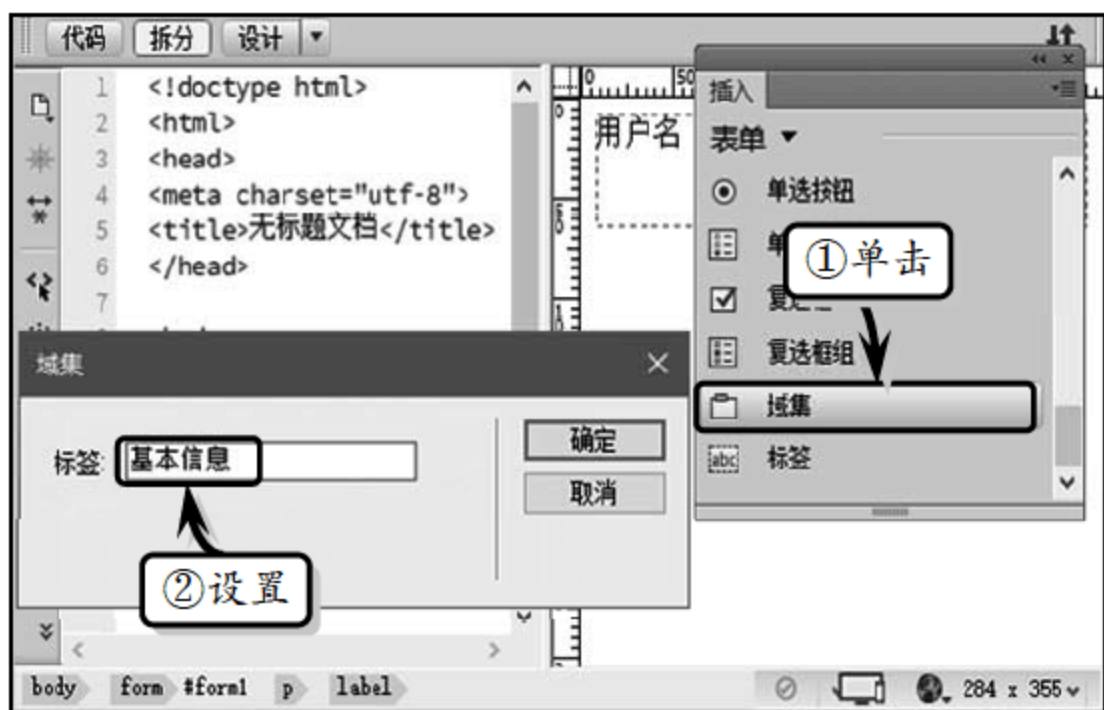 代码 拆分 设计
1 <!doctype html>
2 <html>
3 <head>
4 <meta charset="utf-8">
5 <title>无标题文档</title>
6 </head>
7
0 50
用户名
插入
表单
单选按钮
①单击
复选框组
域集
标签
域集
标签: 基本信息
确定
取消
②设置
body form #form1 p label
284 x 355